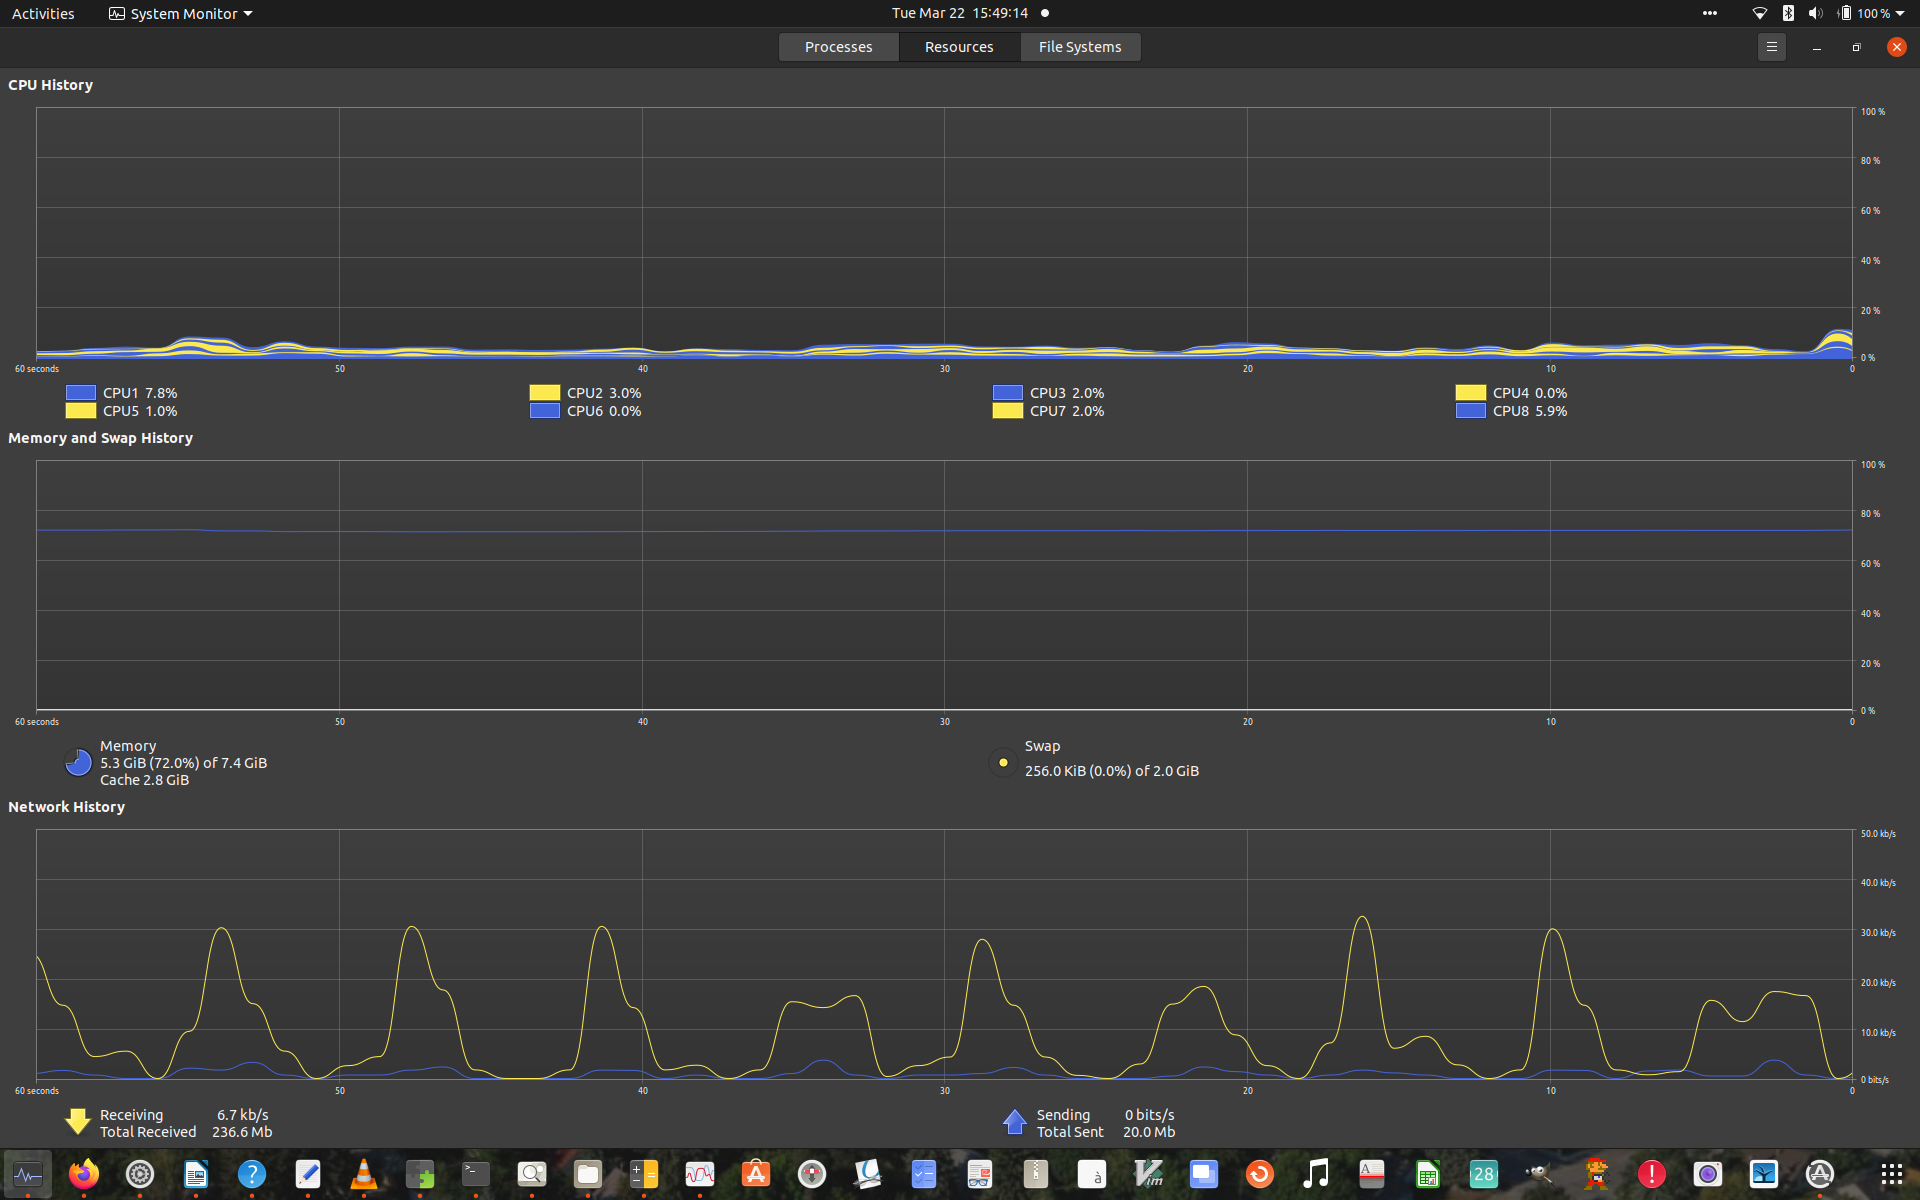 Activities
System Monitor
Tue Mar 22 15:49:14
100 %
Processes
Resources
File Systems
CPU History
100 %
80 %
60 %
40 %
20 %
0 %
60 seconds 50 40 30 20 10 0
CPU1 7.8% CPU2 3.0% CPU3 2.0% CPU4 0.0%
CPU5 1.0% CPU6 0.0% CPU7 2.0% CPU8 5.9%
Memory and Swap History
100 %
80 %
60 %
40 %
20 %
0 %
60 seconds 50 40 30 20 10 0
Memory
5.3 GiB (72.0%) of 7.4 GiB
Cache 2.8 GiB
Swap
256.0 KiB (0.0%) of 2.0 GiB
Network History
50.0 kb/s
40.0 kb/s
30.0 kb/s
20.0 kb/s
10.0 kb/s
0 bits/s
60 seconds 50 40 30 20 10 0
Receiving 6.7 kb/s
Total Received 236.6 Mb
Sending 0 bits/s
Total Sent 20.0 Mb
?
>_
à
Vim
A
28
!